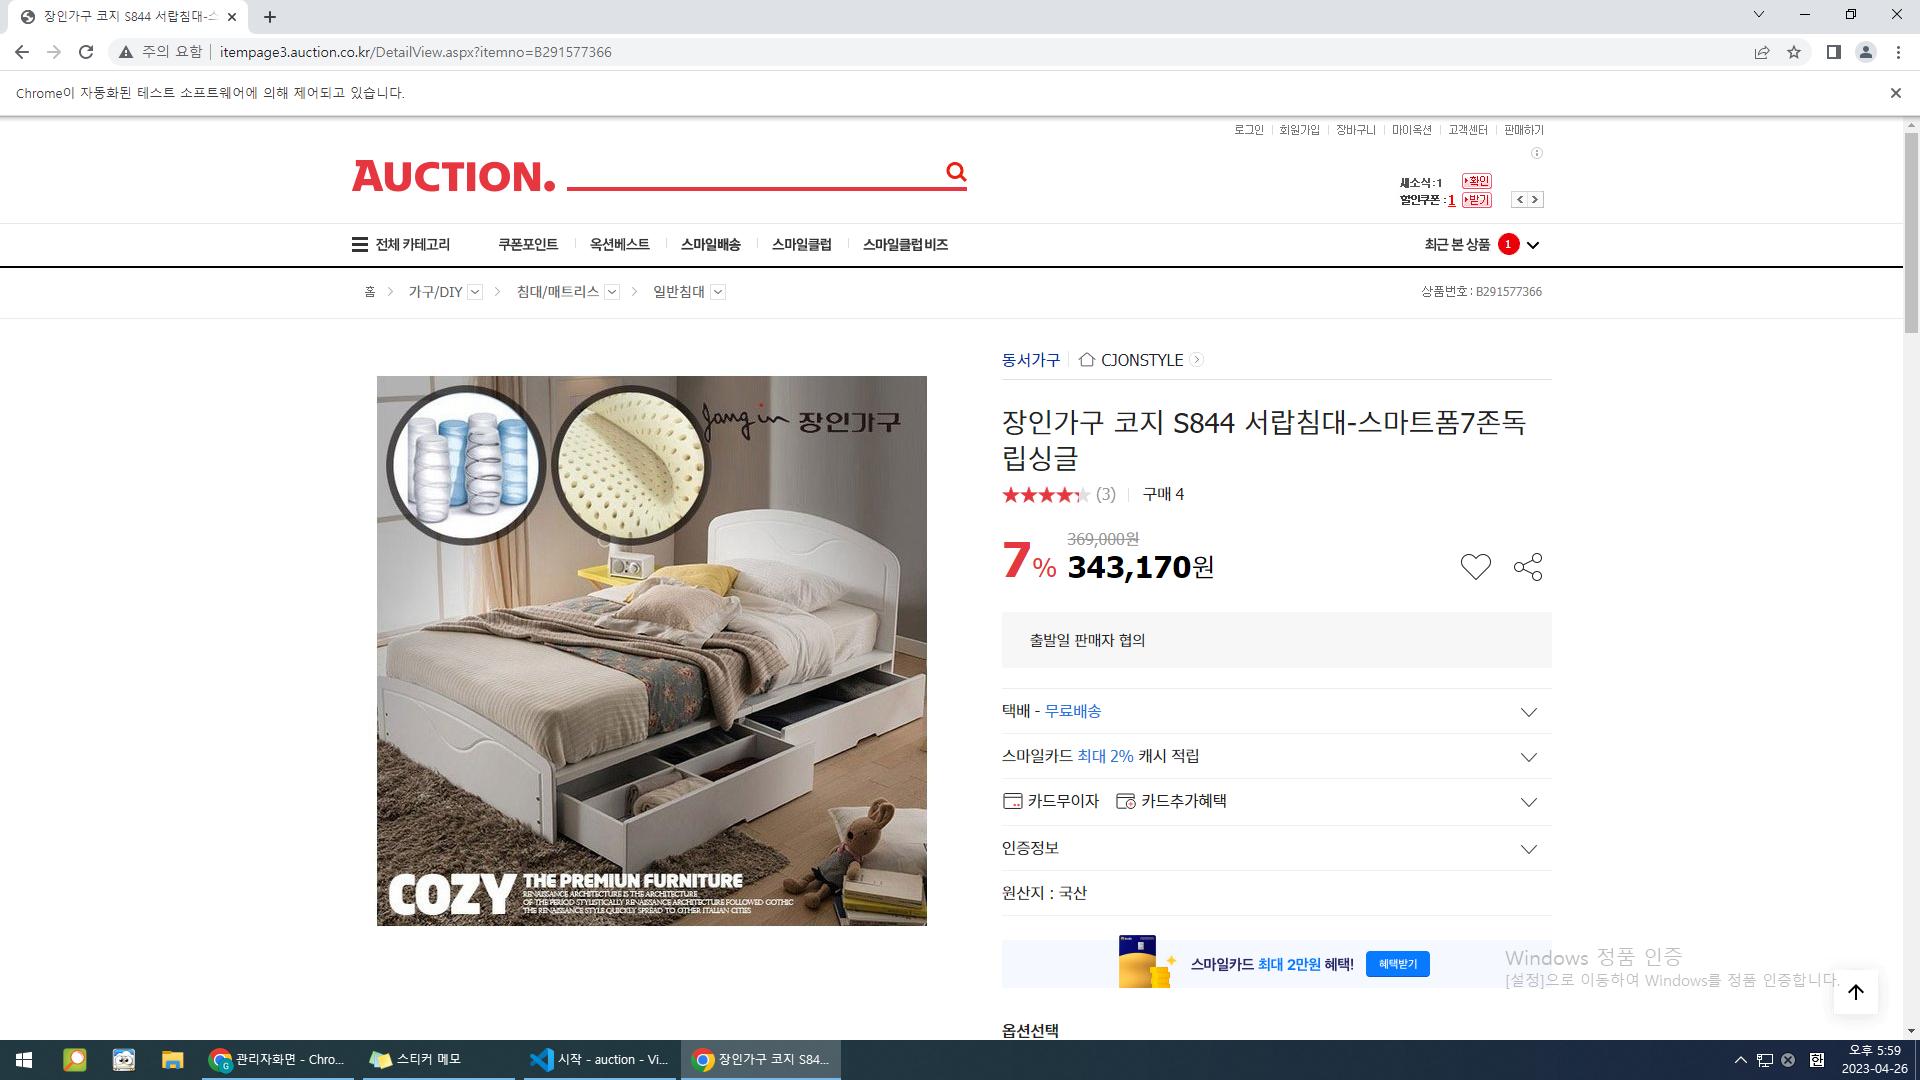 장인가구 코지 S844 서랍침대-스
주의 요함
itempage3.auction.co.kr/DetailView.aspx?itemno=B291577366
Chrome이 자동화된 테스트 소프트웨어에 의해 제어되고 있습니다.
로그인 회원가입 장바구니 마이옥션 고객센터 판매하기
AUCTION.
새소식:1 확인
할인쿠폰:1 받기
전체 카테고리 쿠폰포인트 옥션베스트 스마일배송 스마일클럽 스마일클럽 비즈 최근 본 상품 1
홈 가구/DIY 침대/매트리스 일반침대 상품번호: B291577366
동서가구 CJONSTYLE
Jang in 장인가구
장인가구 코지 S844 서랍침대-스마트폼7존독
립싱글
(3) 구매 4
369,000원
7% 343,170원
출발일 판매자 협의
택배 - 무료배송
스마일카드 최대 2% 캐시 적립
카드무이자 카드추가혜택
인증정보
원산지 : 국산
COZY THE PREMIUN FURNITURE
RENAISSANCE ARCHITECTURE IS THE ARCHITECTURE
OF THE PERIOD STYLISTICALLY RENAISSANCE ARCHITECTURE FOLLOWED GOTHIC
THE RENAISSANCE STYLE QUICKLY SPREAD TO OTHER ITALIAN CITIES
스마일카드 최대 2만원 혜택! 혜택받기
Windows 정품 인증
[설정]으로 이동하여 Windows를 정품 인증합니다.
옵션선택
관리자화면 - Chro... 스티커 메모 시작 - auction - Vi... 장인가구 코지 S84... 한 오후 5:59
2023-04-26